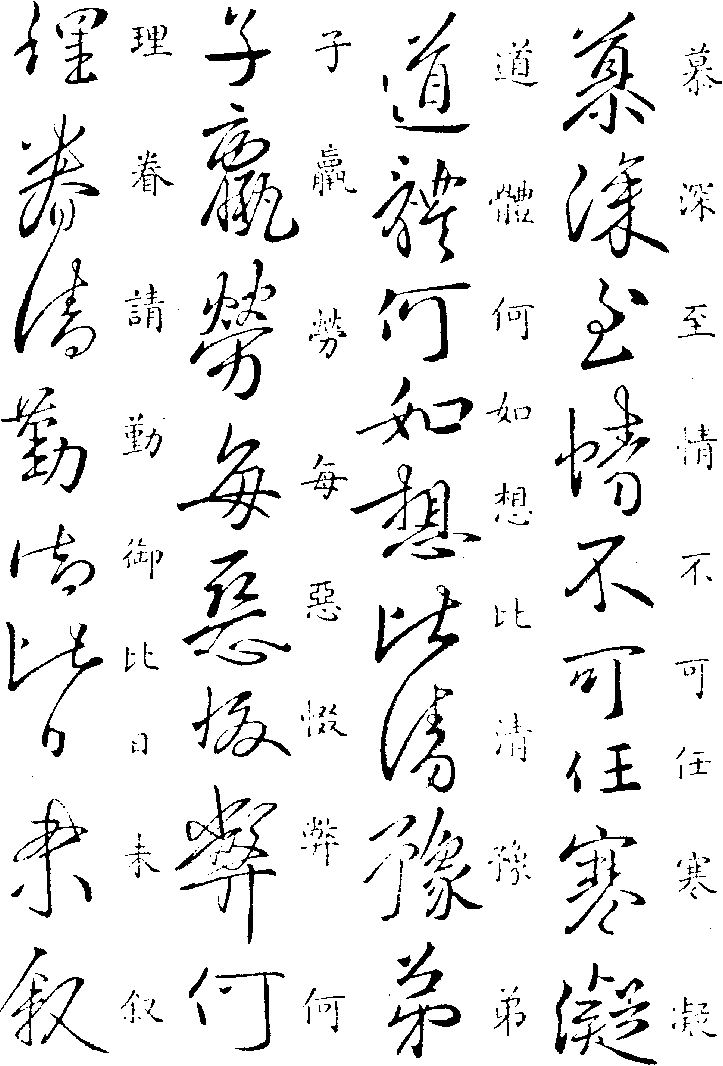 慕深至情不可任寒凝
道體何如想比清豫弟
子羸勞每惡惙弊何
理眷請勤御比日未叙